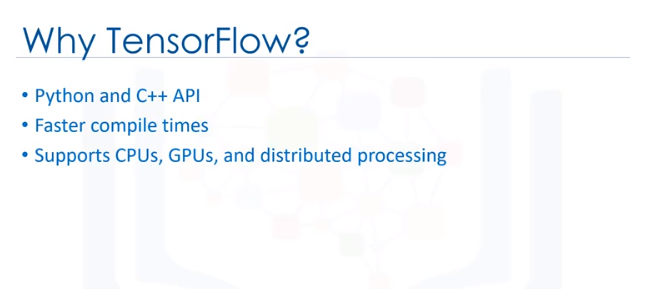 Why TensorFlow?
• Python and C++ API
• Faster compile times
• Supports CPUs, GPUs, and distributed processing